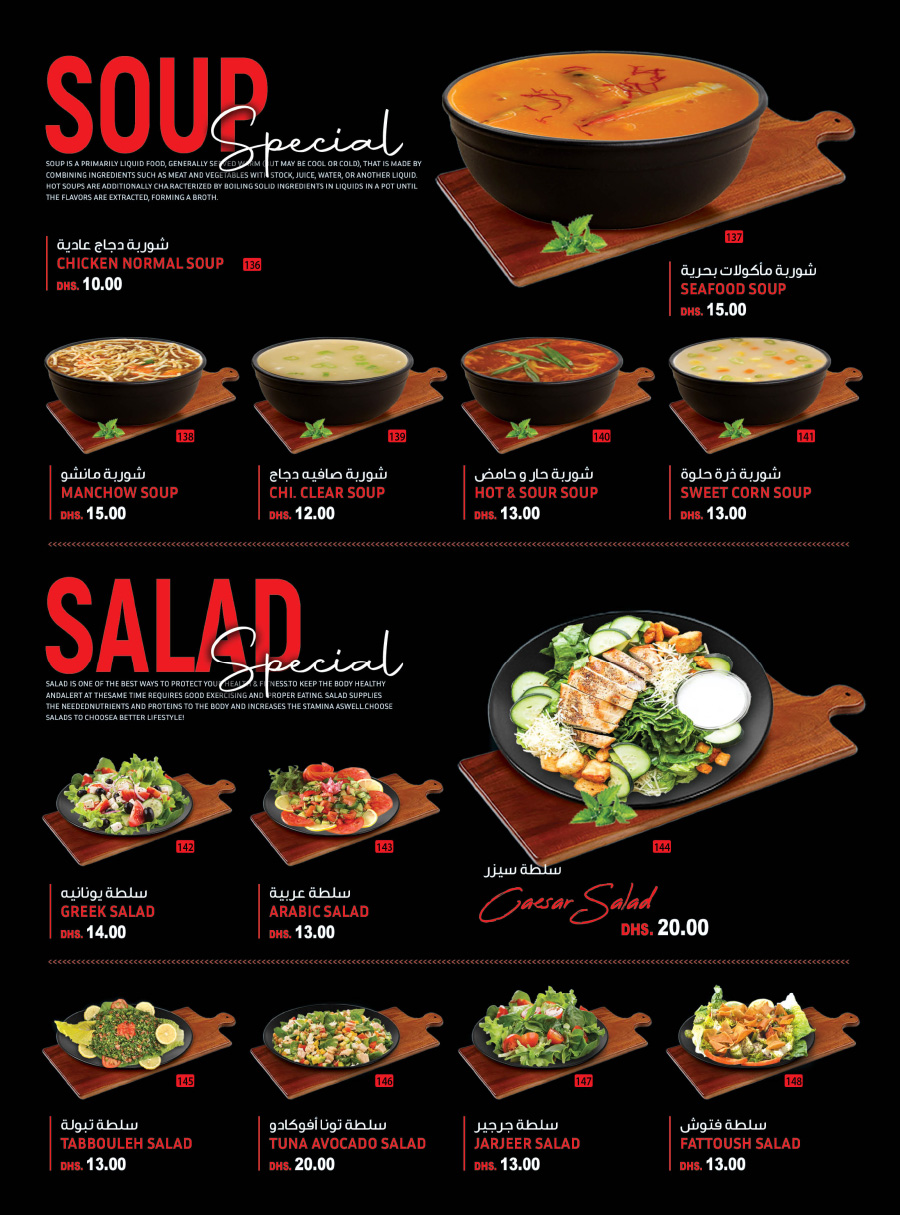 SOUP
Special
SOUP IS A PRIMARILY LIQUID FOOD, GENERALLY SERVED WARM (BUT MAY BE COOL OR COLD), THAT IS MADE BY
COMBINING INGREDIENTS SUCH AS MEAT AND VEGETABLES WITH STOCK, JUICE, WATER, OR ANOTHER LIQUID.
HOT SOUPS ARE ADDITIONALLY CHA RACTERIZED BY BOILING SOLID INGREDIENTS IN LIQUIDS IN A POT UNTIL
THE FLAVORS ARE EXTRACTED, FORMING A BROTH.
شوربة دجاج عادية
CHICKEN NORMAL SOUP 136
DHS. 10.00
137
شوربة مأكولات بحرية
SEAFOOD SOUP
DHS. 15.00
138
شوربة مانشو
MANCHOW SOUP
DHS. 15.00
139
شوربة صافيه دجاج
CHI. CLEAR SOUP
DHS. 12.00
140
شوربة حار و حامض
HOT & SOUR SOUP
DHS. 13.00
141
شوربة ذرة حلوة
SWEET CORN SOUP
DHS. 13.00
SALAD
Special
SALAD IS ONE OF THE BEST WAYS TO PROTECT YOUR HEALTH & FITNESSTO KEEP THE BODY HEALTHY
ANDALERT AT THESAME TIME REQUIRES GOOD EXERCISING AND PROPER EATING. SALAD SUPPLIES
THE NEEDEDNUTRIENTS AND PROTEINS TO THE BODY AND INCREASES THE STAMINA ASWELL.CHOOSE
SALADS TO CHOOSEA BETTER LIFESTYLE!
142
سلطة يونانيه
GREEK SALAD
DHS. 14.00
143
سلطة عربية
ARABIC SALAD
DHS. 13.00
144
سلطة سيزر
Caesar Salad
DHS. 20.00
145
سلطة تبولة
TABBOULEH SALAD
DHS. 13.00
146
سلطة تونا أفوكادو
TUNA AVOCADO SALAD
DHS. 20.00
147
سلطة جرجير
JARJEER SALAD
DHS. 13.00
148
سلطة فتوش
FATTOUSH SALAD
DHS. 13.00